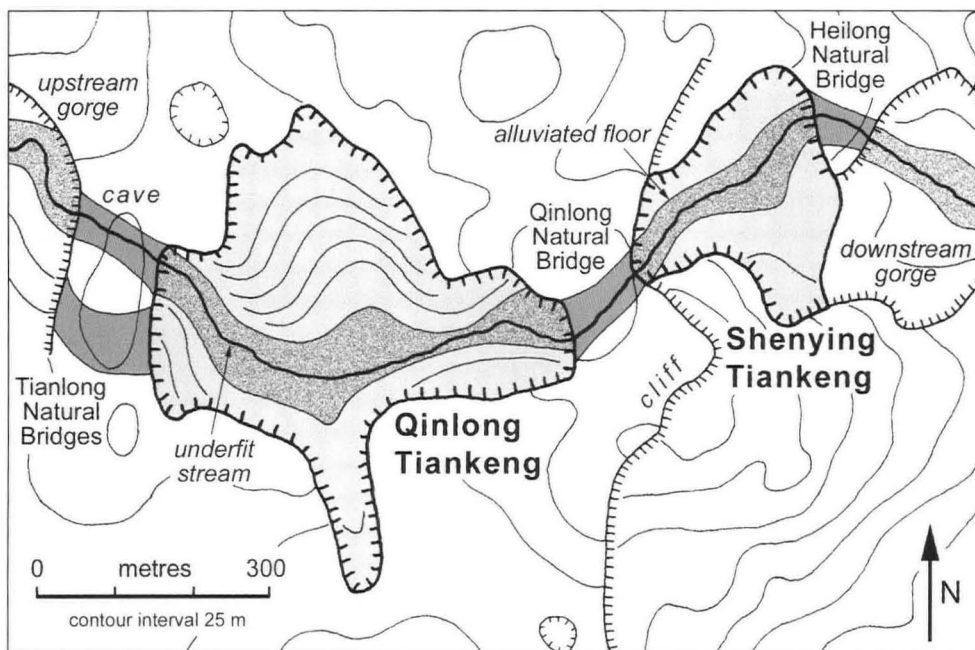 upstream
gorge
cave
alluviated floor
Heilong
Natural
Bridge
Qinlong
Natural
Bridge
downstream
gorge
Tianlong
Natural
Bridges
underfit
stream
Qinlong
Tiankeng
cliff
Shenying
Tiankeng
0 metres 300
contour interval 25 m
N